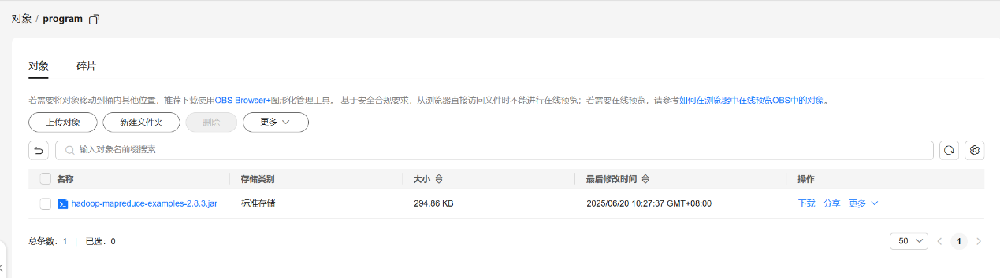 对象 / program
对象 碎片
若需要将对象移动到桶内其他位置，推荐下载使用OBS Browser+图形化管理工具。 基于安全合规要求，从浏览器直接访问文件时不能进行在线预览；若需要在线预览，请参考如何在浏览器中在线预览OBS中的对象。
上传对象 新建文件夹 删除 更多
输入对象名前缀搜索
名称 存储类别 大小 最后修改时间 操作
hadoop-mapreduce-examples-2.8.3.jar 标准存储 294.86 KB 2025/06/20 10:27:37 GMT+08:00 下载 分享 更多
总条数：1 已选：0 50 1